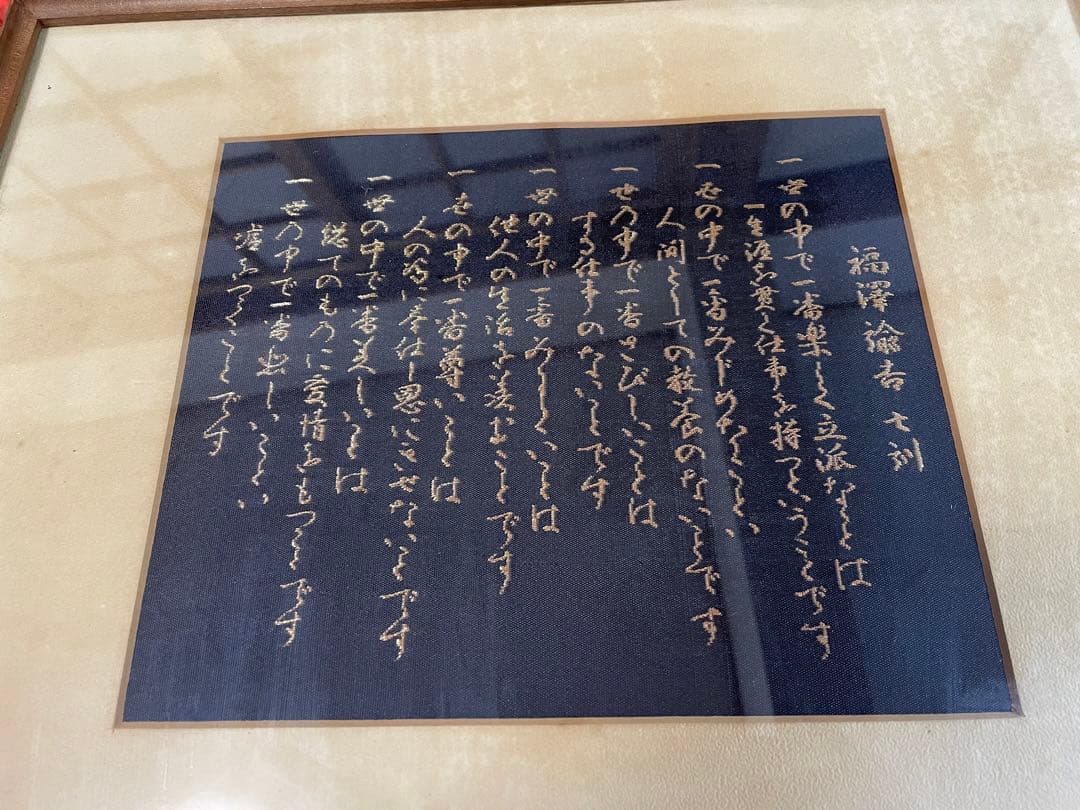 福澤諭吉 七訓
一世の中で一番楽しく立派なことは
一生涯を貫く仕事を持つということです
一世の中で一番みじめなことは
人間としての教養のないことです
一世の中で一番さびしいことは
する仕事のないことです
一世の中で一番みにくいことは
他人の生活を羨むことです
一世の中で一番尊いことは
人の為に奉仕し恩にきせないことです
一世の中で一番美しいことは
総てのものに愛情をもつことです
一世の中で一番悲しいことは
嘘をつくことです